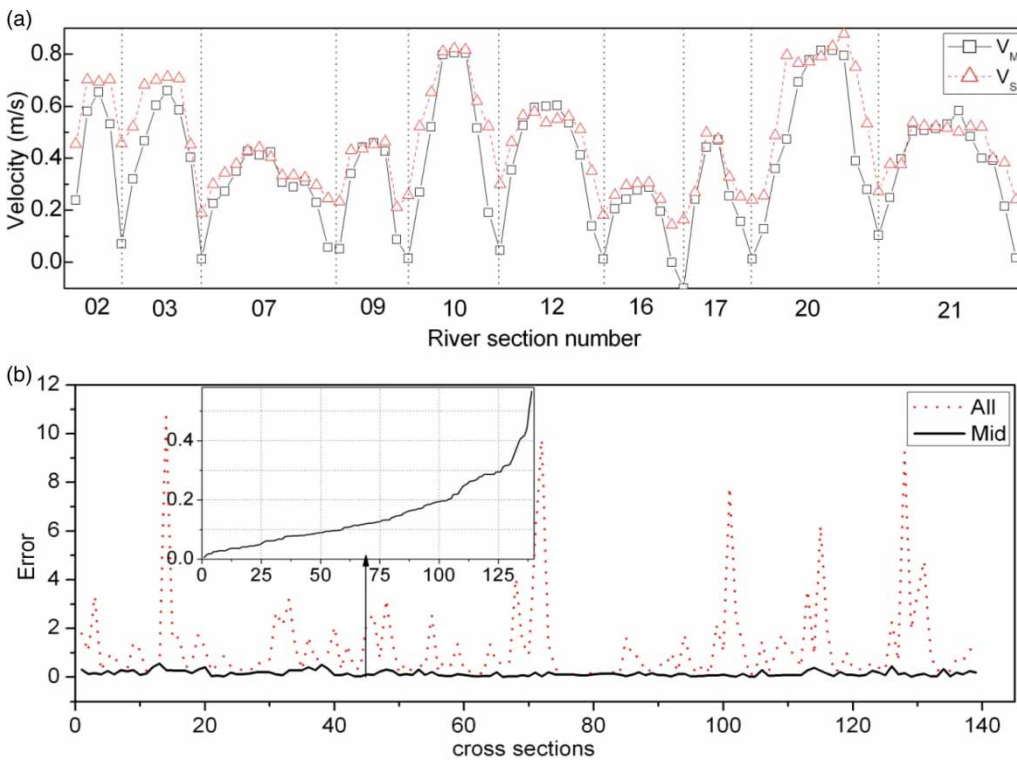 (a)
Velocity (m/s)
0.8
0.6
0.4
0.2
0.0
V_M
V_S
02 03 07 09 10 12 16 17 20 21
River section number
(b)
Error
12
10
8
6
4
2
0
All
Mid
0.4
0.2
0.0
0 25 50 75 100 125
0 20 40 60 80 100 120 140
cross sections